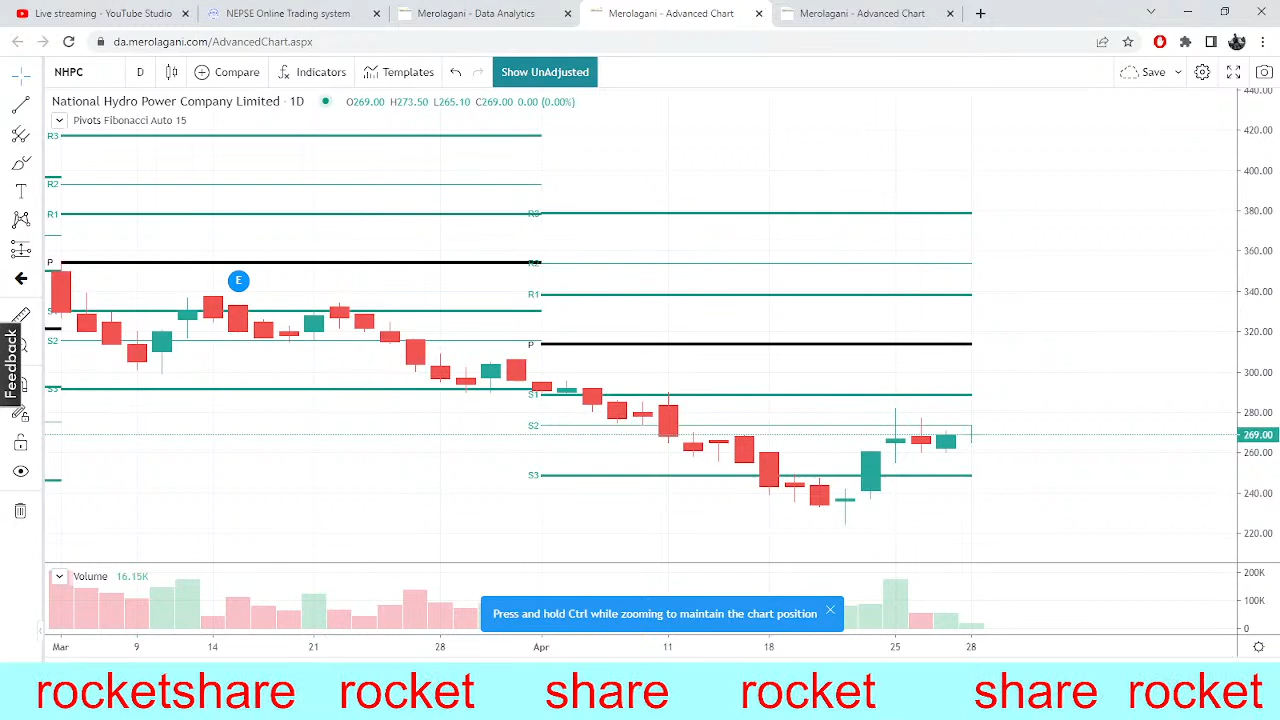 YouTube Studio
NEPSE Online Trading system
Merolagani - Data Analytics
Merolagani - Advanced Chart
Merolagani - Advanced Chart
da.merolagani.com/AdvancedChart.aspx
NHPC
D
Compare
Indicators
Templates
Show UnAdjusted
Save
National Hydro Power Company Limited · 1D
O269.00 H273.50 L265.10 C269.00 0.00 (0.00%)
Pivots Fibonacci Auto 15
R3
R2
R1
P
S2
S3
E
R3
R2
R1
P
S1
S2
S3
440.00
420.00
400.00
380.00
360.00
340.00
320.00
300.00
280.00
269.00
260.00
240.00
220.00
Feedback
Volume 16.15K
200K
100K
0
Press and hold Ctrl while zooming to maintain the chart position
Mar 9 14 21 28 Apr 11 18 25 28
rocketshare rocket share rocket share rocket